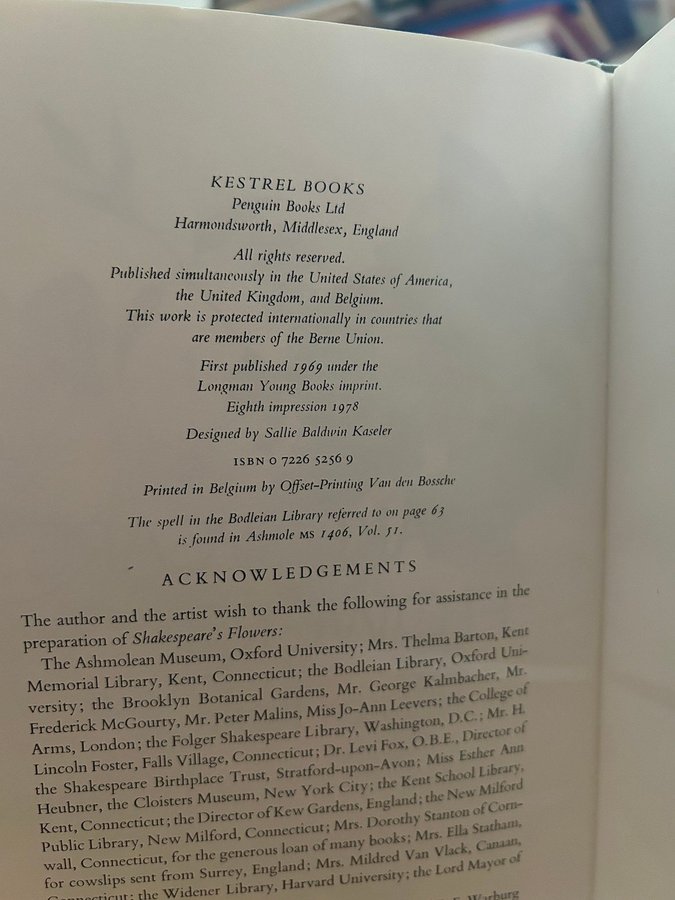 KESTREL BOOKS
Penguin Books Ltd
Harmondsworth, Middlesex, England
All rights reserved.
Published simultaneously in the United States of America,
the United Kingdom, and Belgium.
This work is protected internationally in countries that
are members of the Berne Union.
First published 1969 under the
Longman Young Books imprint.
Eighth impression 1978
Designed by Sallie Baldwin Kaseler
ISBN 0 7226 5256 9
Printed in Belgium by Offset-Printing Van den Bossche
The spell in the Bodleian Library referred to on page 63
is found in Ashmole MS 1406, Vol. 51.
ACKNOWLEDGEMENTS
The author and the artist wish to thank the following for assistance in the
preparation of Shakespeare's Flowers:
The Ashmolean Museum, Oxford University; Mrs. Thelma Barton, Kent
Memorial Library, Kent, Connecticut; the Bodleian Library, Oxford Uni-
versity; the Brooklyn Botanical Gardens, Mr. George Kalmbacher, Mr.
Frederick McGourty, Mr. Peter Malins, Miss Jo-Ann Leevers; the College of
Arms, London; the Folger Shakespeare Library, Washington, D.C.; Mr. H.
Lincoln Foster, Falls Village, Connecticut; Dr. Levi Fox, O.B.E., Director of
the Shakespeare Birthplace Trust, Stratford-upon-Avon; Miss Esther Ann
Heubner, the Cloisters Museum, New York City; the Kent School Library,
Kent, Connecticut; the Director of Kew Gardens, England; the New Milford
Public Library, New Milford, Connecticut; Mrs. Dorothy Stanton of Corn-
wall, Connecticut, for the generous loan of many books; Mrs. Ella Statham,
for cowslips sent from Surrey, England; Mrs. Mildred Van Vlack, Canaan,
Connecticut; the Widener Library, Harvard University; the Lord Mayor of
Warburg